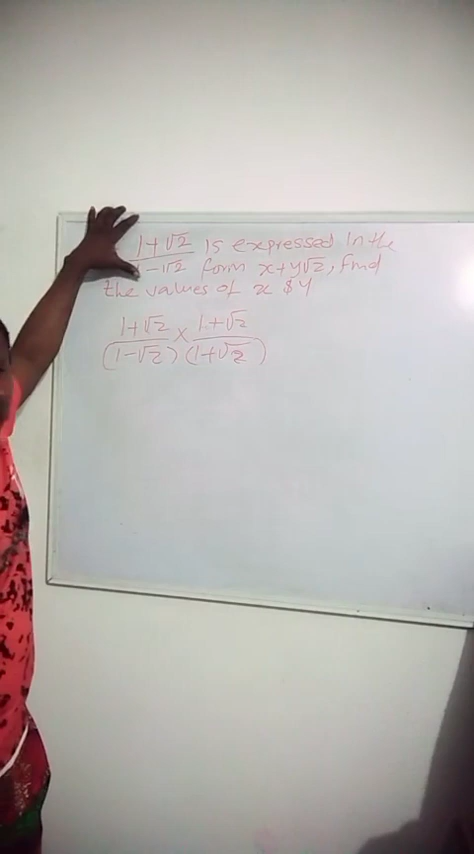 1+√2 is expressed in the
1-√2 form x+y√2, find
the values of x & y
1+√2 × 1+√2
(1-√2) (1+√2)